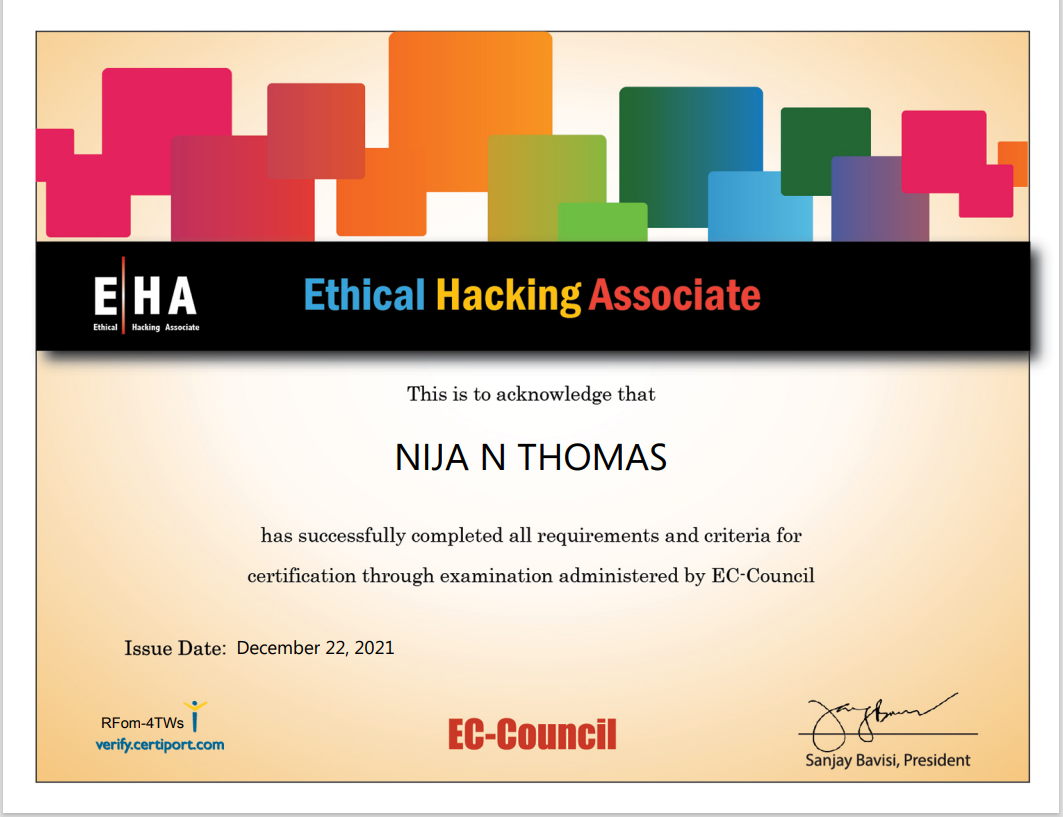 EHA
Ethical Hacking Associate
Ethical Hacking Associate
This is to acknowledge that
NIJA N THOMAS
has successfully completed all requirements and criteria for
certification through examination administered by EC-Council
Issue Date: December 22, 2021
RFom-4TWs
verify.certiport.com
EC-Council
Sanjay Bavisi, President